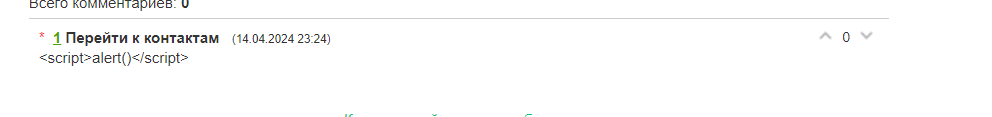 Всего комментариев: 0
* 1 Перейти к контактам (14.04.2024 23:24) 0
<script>alert()</script>